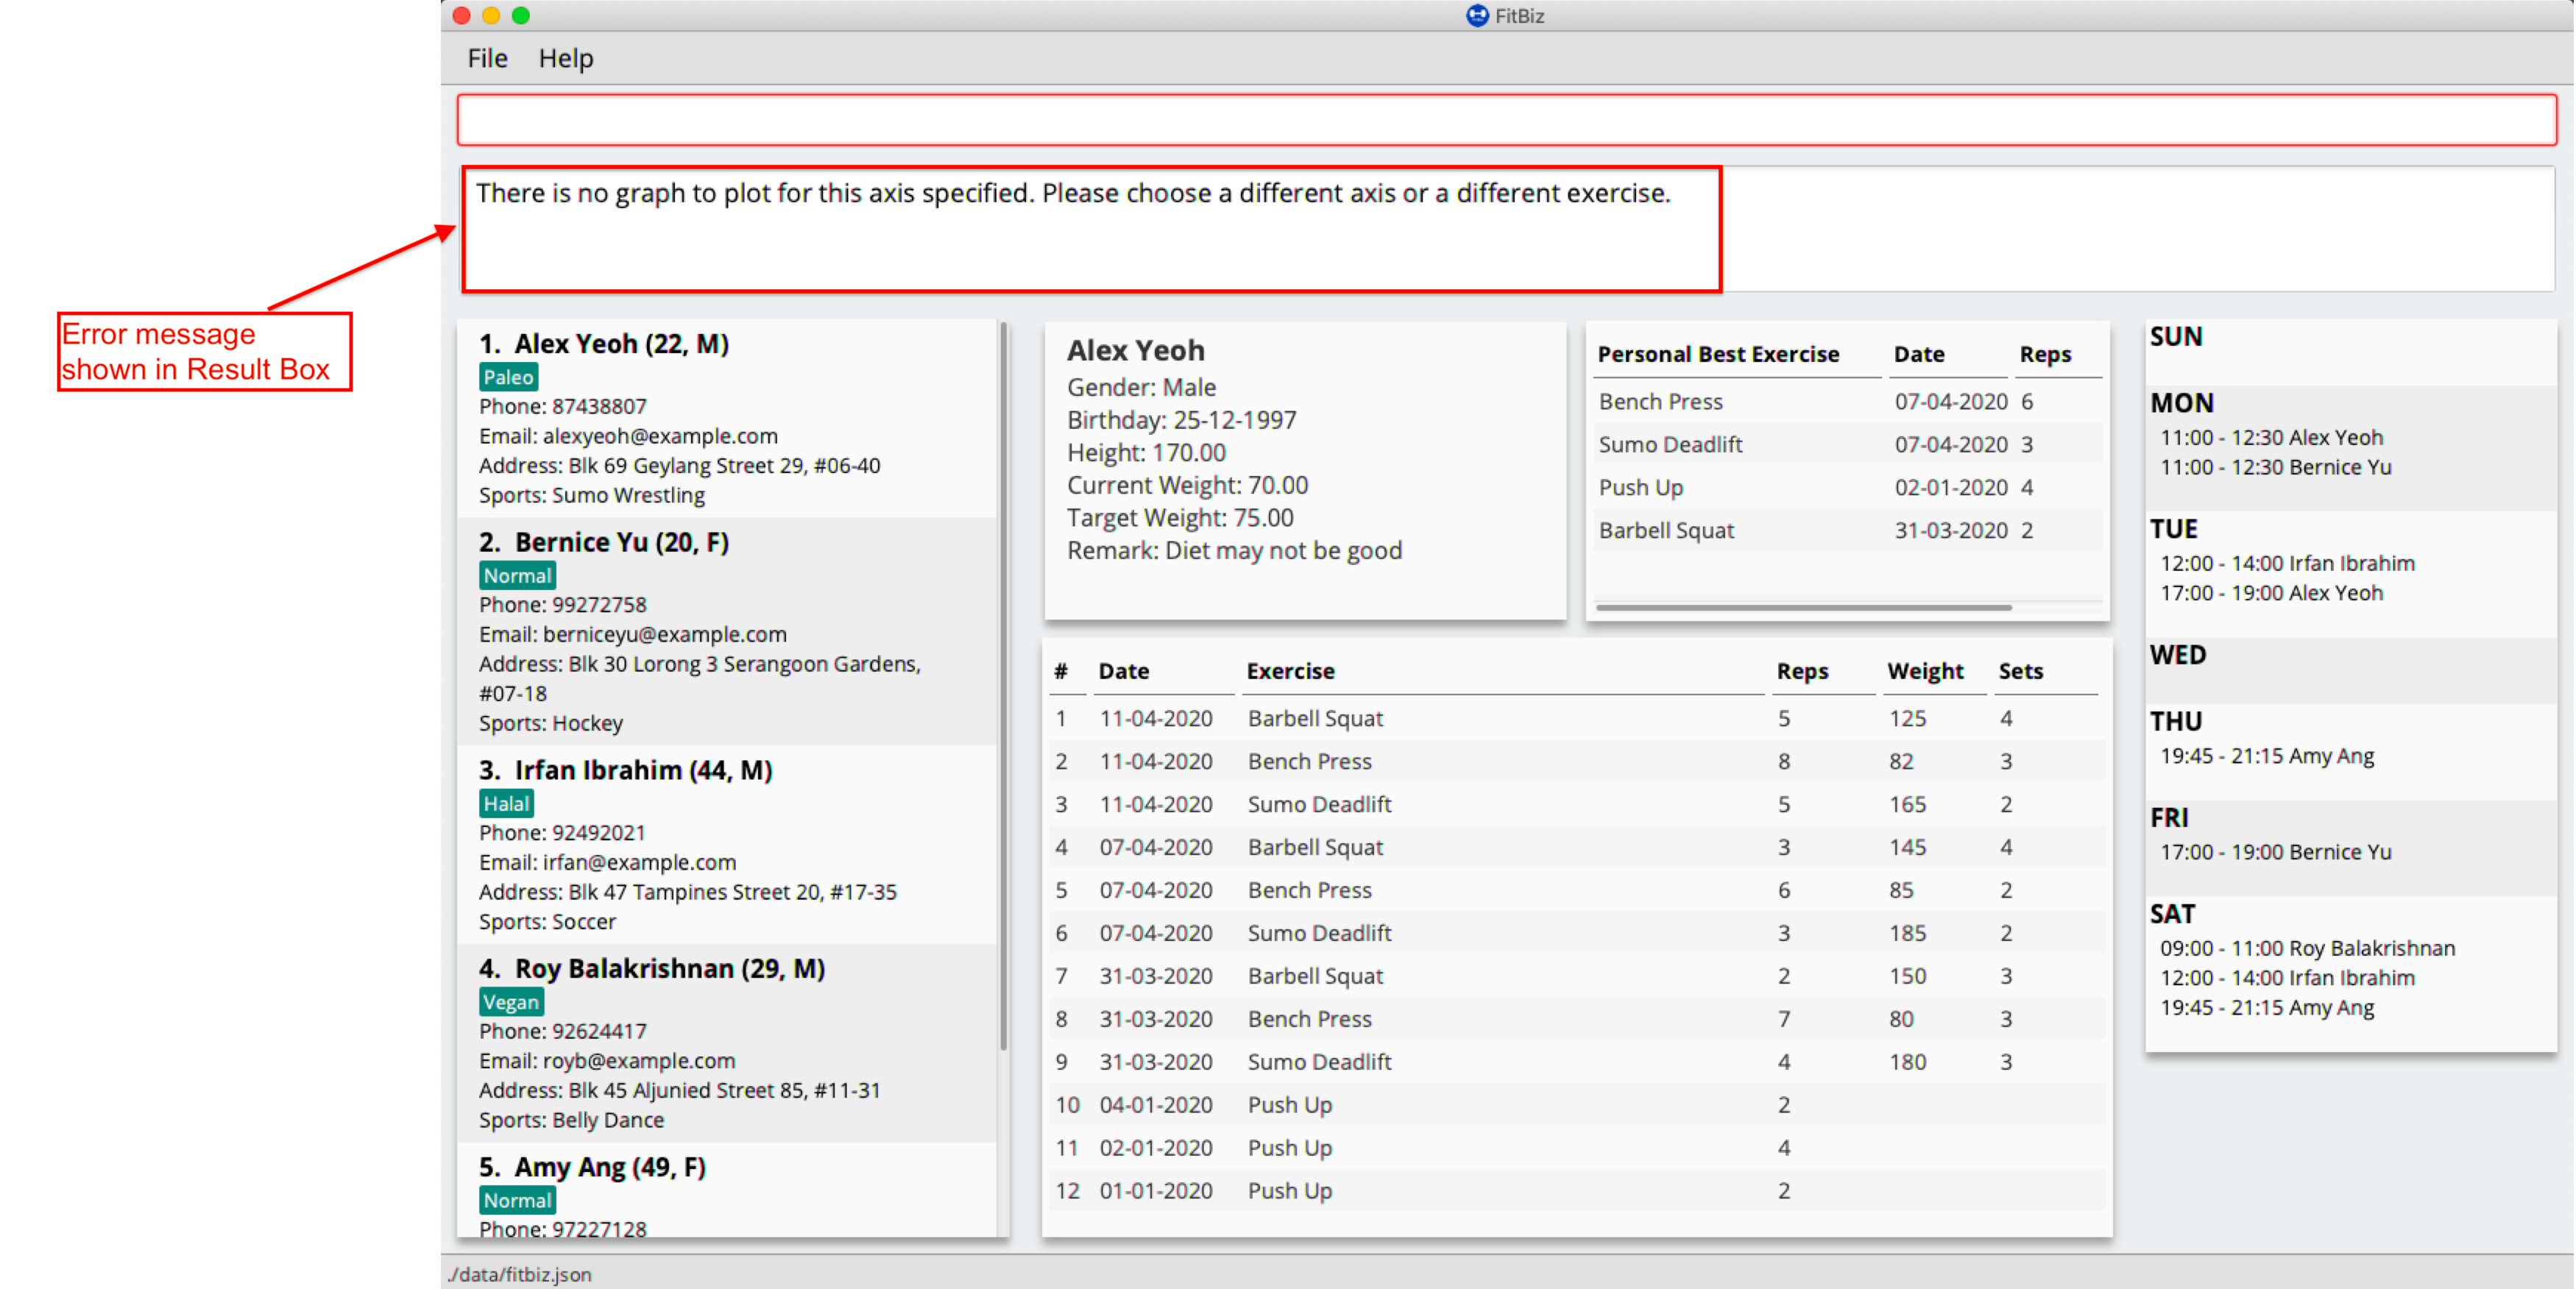 FitBiz
File Help
There is no graph to plot for this axis specified. Please choose a different axis or a different exercise.
Error message
shown in Result Box
1. Alex Yeoh (22, M)
Paleo
Phone: 87438807
Email: alexyeoh@example.com
Address: Blk 69 Geylang Street 29, #06-40
Sports: Sumo Wrestling
2. Bernice Yu (20, F)
Normal
Phone: 99272758
Email: berniceyu@example.com
Address: Blk 30 Lorong 3 Serangoon Gardens,
#07-18
Sports: Hockey
3. Irfan Ibrahim (44, M)
Halal
Phone: 92492021
Email: irfan@example.com
Address: Blk 47 Tampines Street 20, #17-35
Sports: Soccer
4. Roy Balakrishnan (29, M)
Vegan
Phone: 92624417
Email: royb@example.com
Address: Blk 45 Aljunied Street 85, #11-31
Sports: Belly Dance
5. Amy Ang (49, F)
Normal
Phone: 97227128
Alex Yeoh
Gender: Male
Birthday: 25-12-1997
Height: 170.00
Current Weight: 70.00
Target Weight: 75.00
Remark: Diet may not be good
Personal Best Exercise Date Reps
Bench Press 07-04-2020 6
Sumo Deadlift 07-04-2020 3
Push Up 02-01-2020 4
Barbell Squat 31-03-2020 2
# Date Exercise Reps Weight Sets
1 11-04-2020 Barbell Squat 5 125 4
2 11-04-2020 Bench Press 8 82 3
3 11-04-2020 Sumo Deadlift 5 165 2
4 07-04-2020 Barbell Squat 3 145 4
5 07-04-2020 Bench Press 6 85 2
6 07-04-2020 Sumo Deadlift 3 185 2
7 31-03-2020 Barbell Squat 2 150 3
8 31-03-2020 Bench Press 7 80 3
9 31-03-2020 Sumo Deadlift 4 180 3
10 04-01-2020 Push Up 2
11 02-01-2020 Push Up 4
12 01-01-2020 Push Up 2
SUN
MON
11:00 - 12:30 Alex Yeoh
11:00 - 12:30 Bernice Yu
TUE
12:00 - 14:00 Irfan Ibrahim
17:00 - 19:00 Alex Yeoh
WED
THU
19:45 - 21:15 Amy Ang
FRI
17:00 - 19:00 Bernice Yu
SAT
09:00 - 11:00 Roy Balakrishnan
12:00 - 14:00 Irfan Ibrahim
19:45 - 21:15 Amy Ang
./data/fitbiz.json